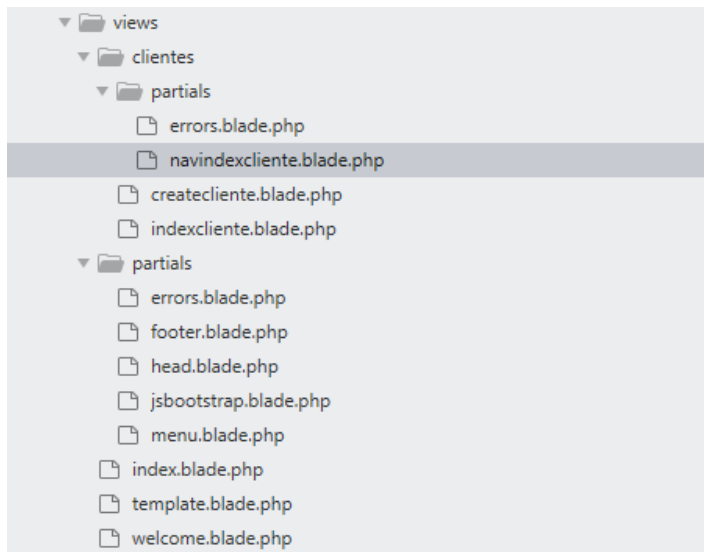 views
clientes
partials
errors.blade.php
navindexcliente.blade.php
createcliente.blade.php
indexcliente.blade.php
partials
errors.blade.php
footer.blade.php
head.blade.php
jsbootstrap.blade.php
menu.blade.php
index.blade.php
template.blade.php
welcome.blade.php